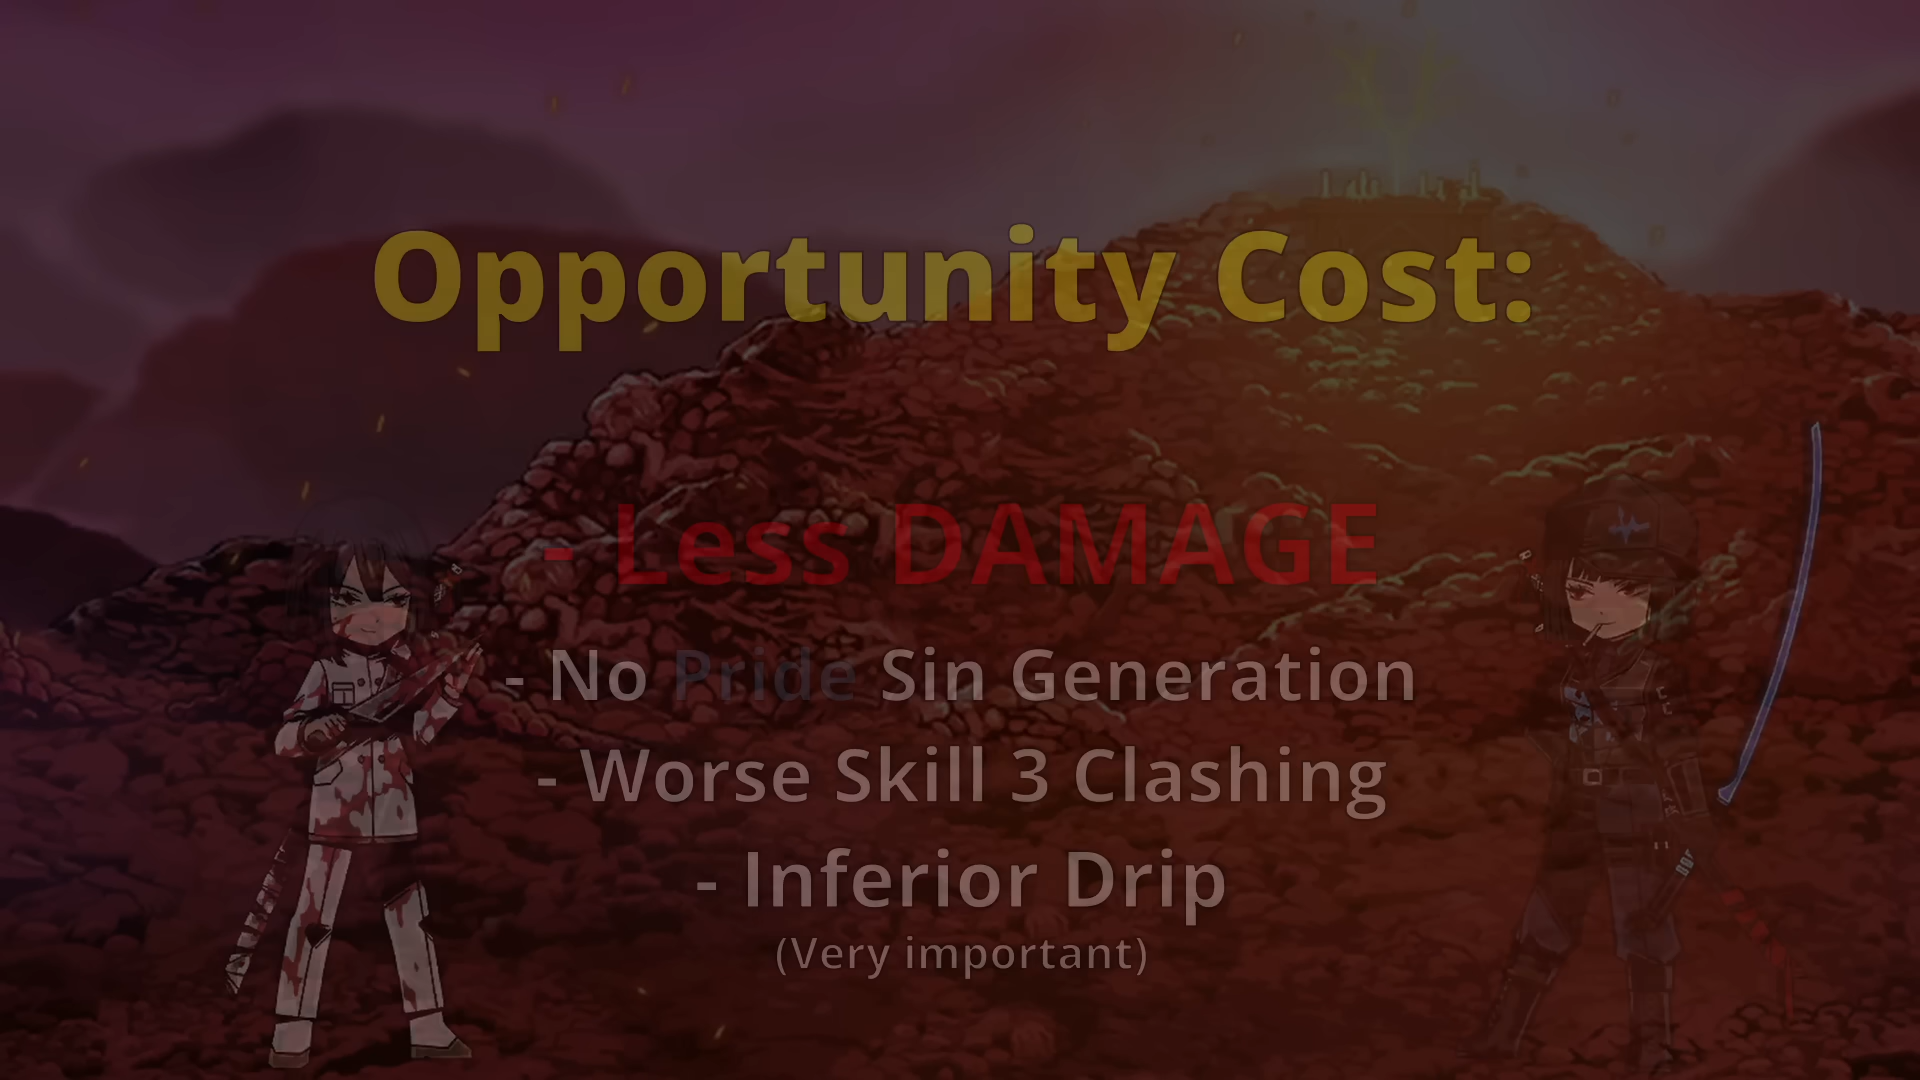 Opportunity Cost:
- Less DAMAGE
- No Pride Sin Generation
- Worse Skill 3 Clashing
- Inferior Drip
(Very important)